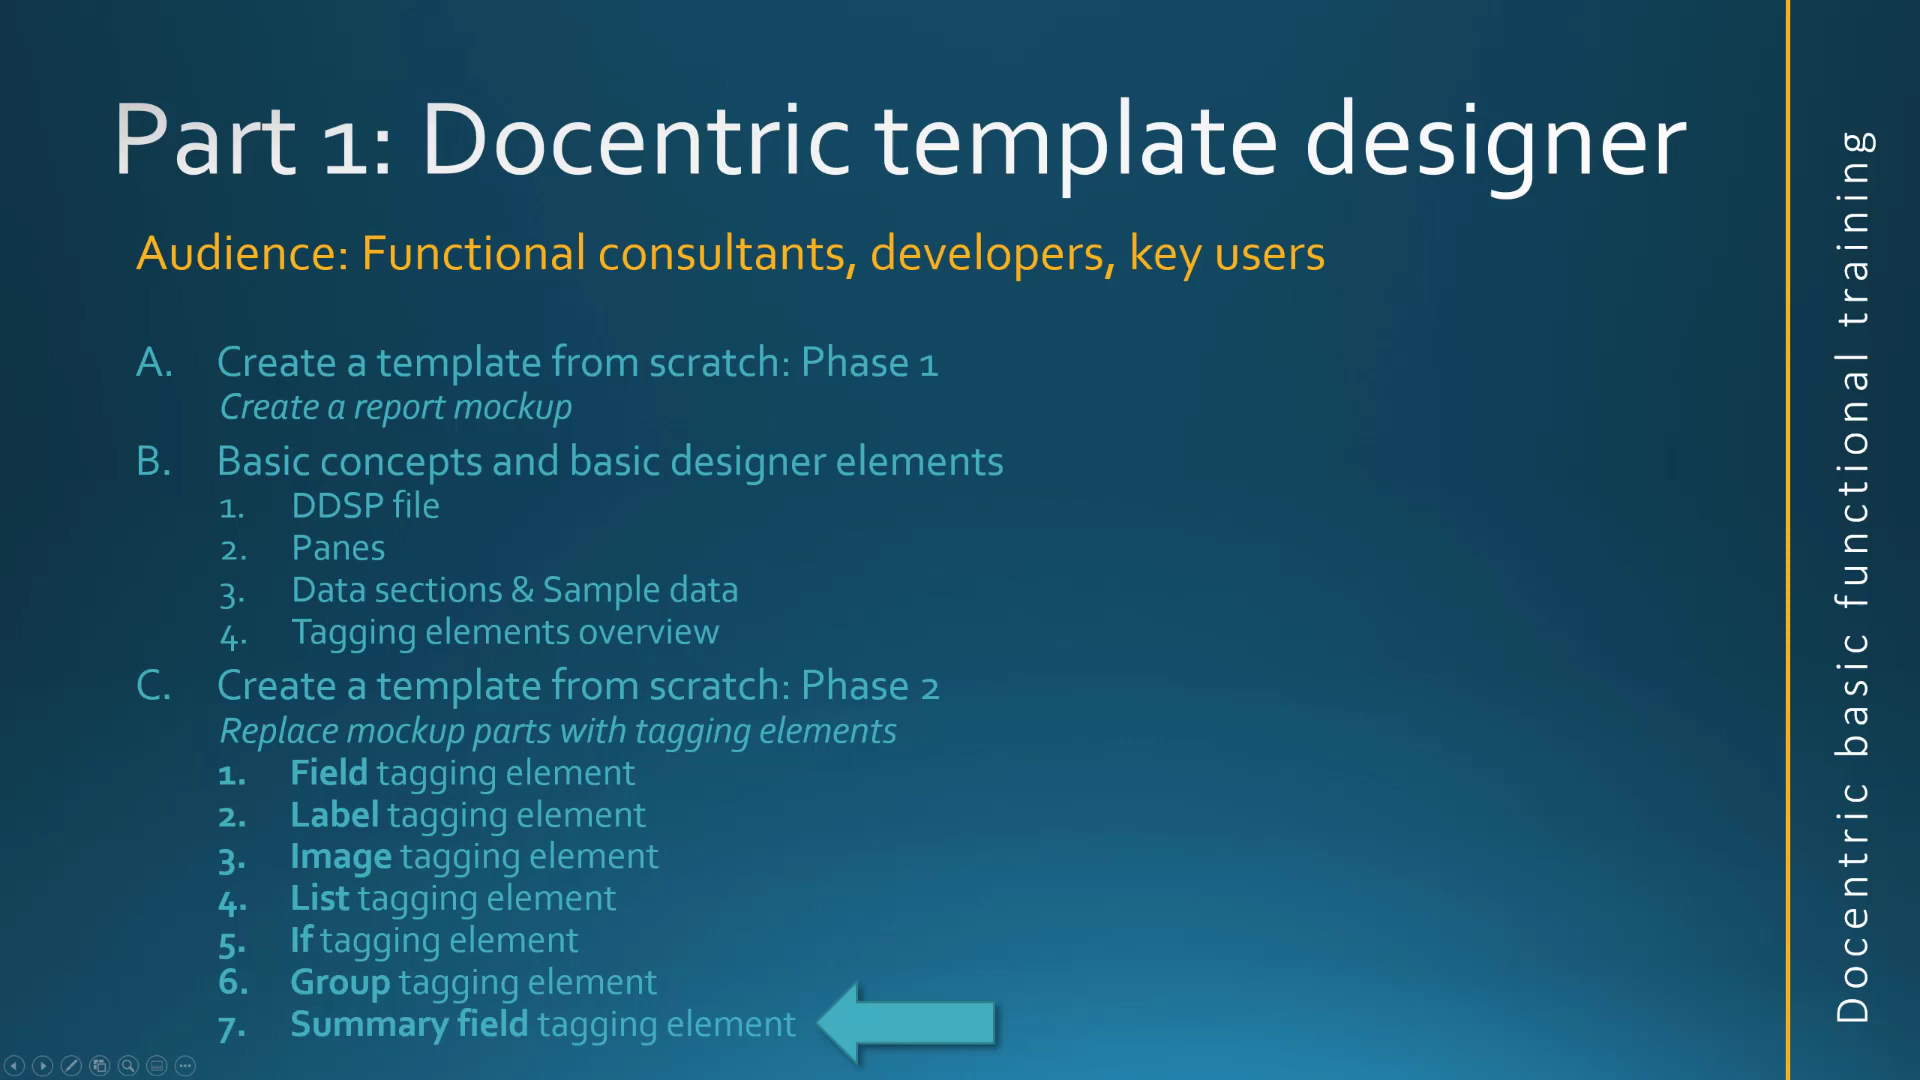 Part 1: Docentric template designer
Audience: Functional consultants, developers, key users
A. Create a template from scratch: Phase 1
Create a report mockup
B. Basic concepts and basic designer elements
1. DDSP file
2. Panes
3. Data sections & Sample data
4. Tagging elements overview
C. Create a template from scratch: Phase 2
Replace mockup parts with tagging elements
1. Field tagging element
2. Label tagging element
3. Image tagging element
4. List tagging element
5. If tagging element
6. Group tagging element
7. Summary field tagging element
Docentric basic functional training